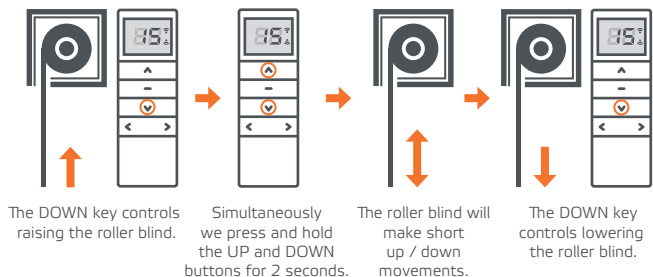 15
15
15
The DOWN key controls
raising the roller blind.
Simultaneously
we press and hold
the UP and DOWN
buttons for 2 seconds.
The roller blind will
make short
up / down
movements.
The DOWN key
controls lowering
the roller blind.